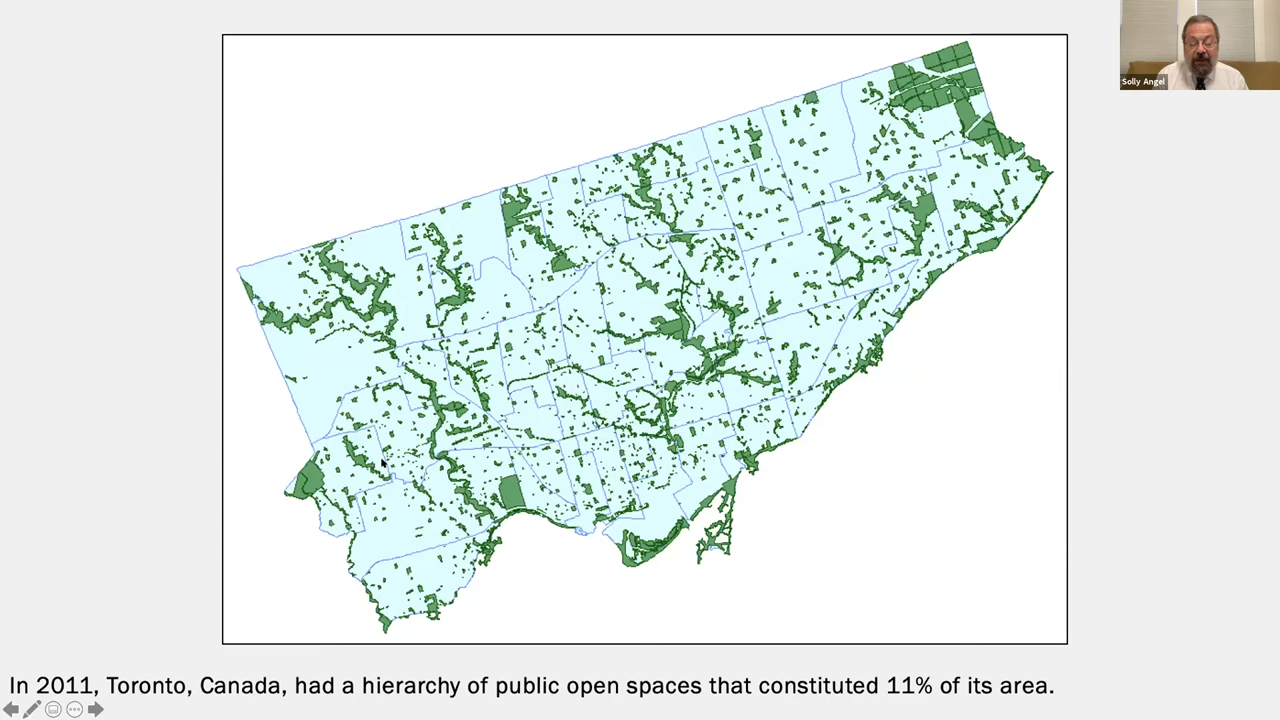 Solly Angel
In 2011, Toronto, Canada, had a hierarchy of public open spaces that constituted 11% of its area.